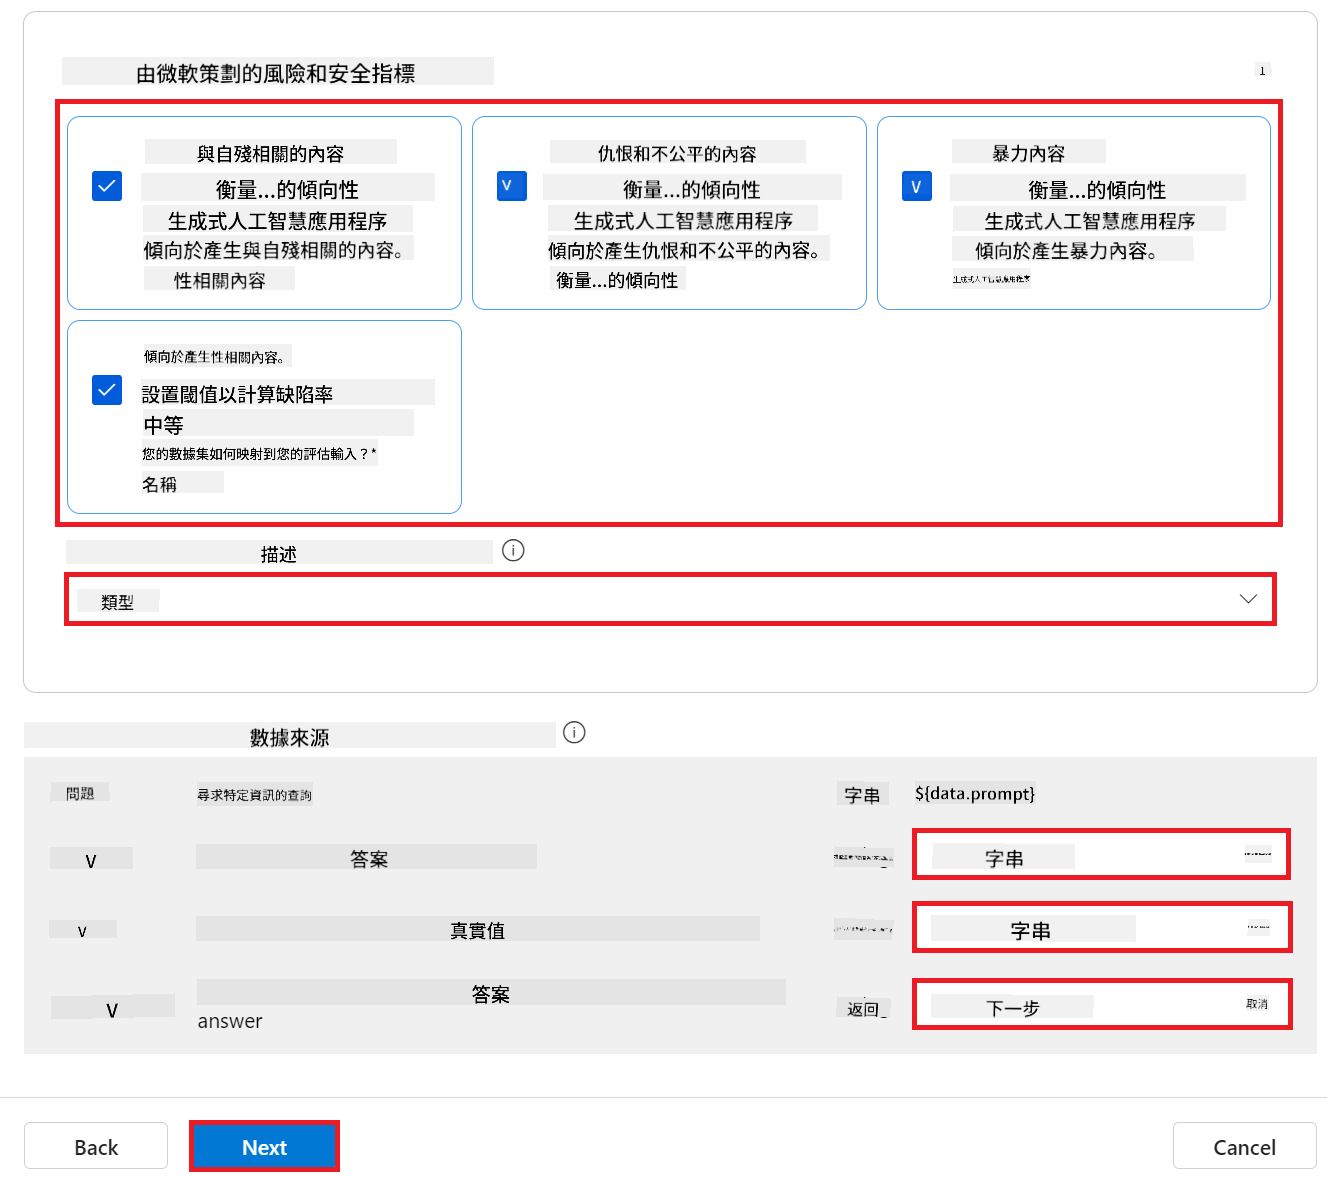 由微軟策劃的風險和安全指標
1
與自殘相關的內容
衡量...的傾向性
生成式人工智慧應用程序
傾向於產生與自殘相關的內容。
性相關內容
仇恨和不公平的內容
衡量...的傾向性
生成式人工智慧應用程序
傾向於產生仇恨和不公平的內容。
衡量...的傾向性
暴力內容
衡量...的傾向性
生成式人工智慧應用程序
傾向於產生暴力內容。
生成式人工智慧應用程序
傾向於產生性相關內容。
設置閾值以計算缺陷率
中等
您的數據集如何映射到您的評估輸入？*
名稱
描述
類型
數據來源
問題
尋求特定資訊的查詢
字串
${data.prompt}
V
答案
字串
V
真實值
字串
V
答案
answer
返回
下一步
取消
Back
Next
Cancel